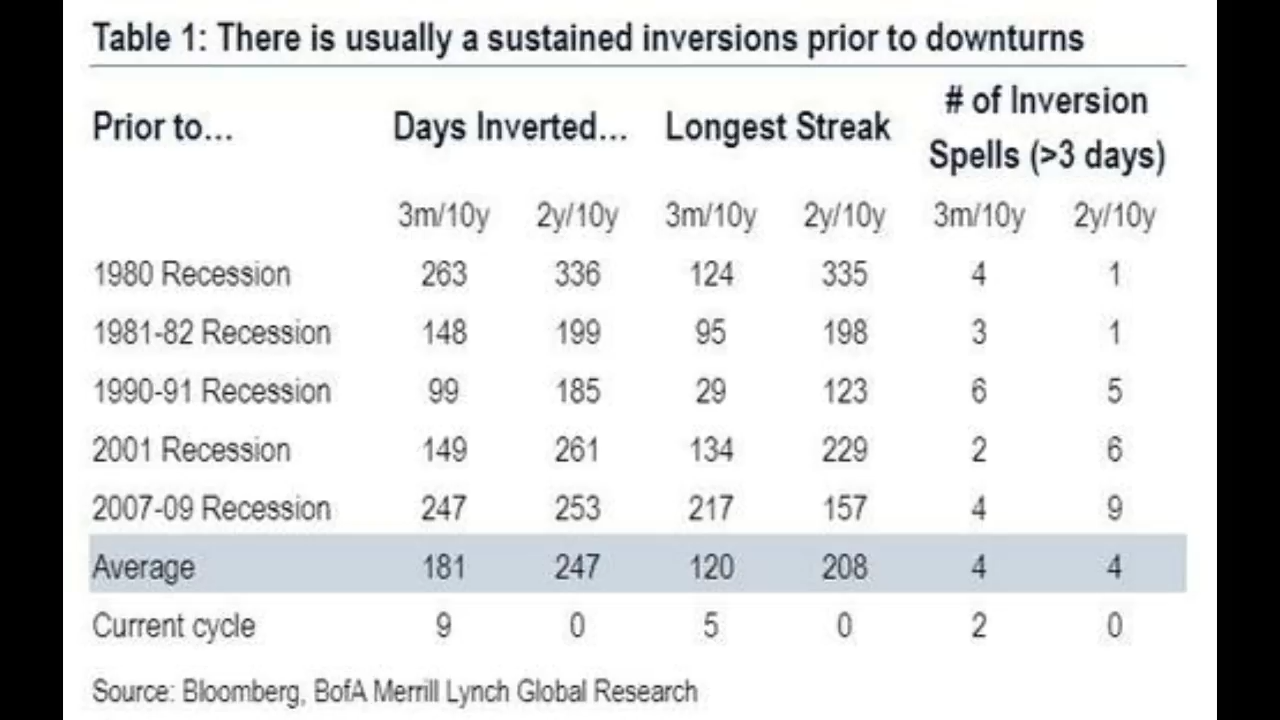 Table 1: There is usually a sustained inversions prior to downturns
Prior to... Days Inverted... Longest Streak # of Inversion Spells (>3 days)
3m/10y 2y/10y 3m/10y 2y/10y 3m/10y 2y/10y
1980 Recession 263 336 124 335 4 1
1981-82 Recession 148 199 95 198 3 1
1990-91 Recession 99 185 29 123 6 5
2001 Recession 149 261 134 229 2 6
2007-09 Recession 247 253 217 157 4 9
Average 181 247 120 208 4 4
Current cycle 9 0 5 0 2 0
Source: Bloomberg, BofA Merrill Lynch Global Research